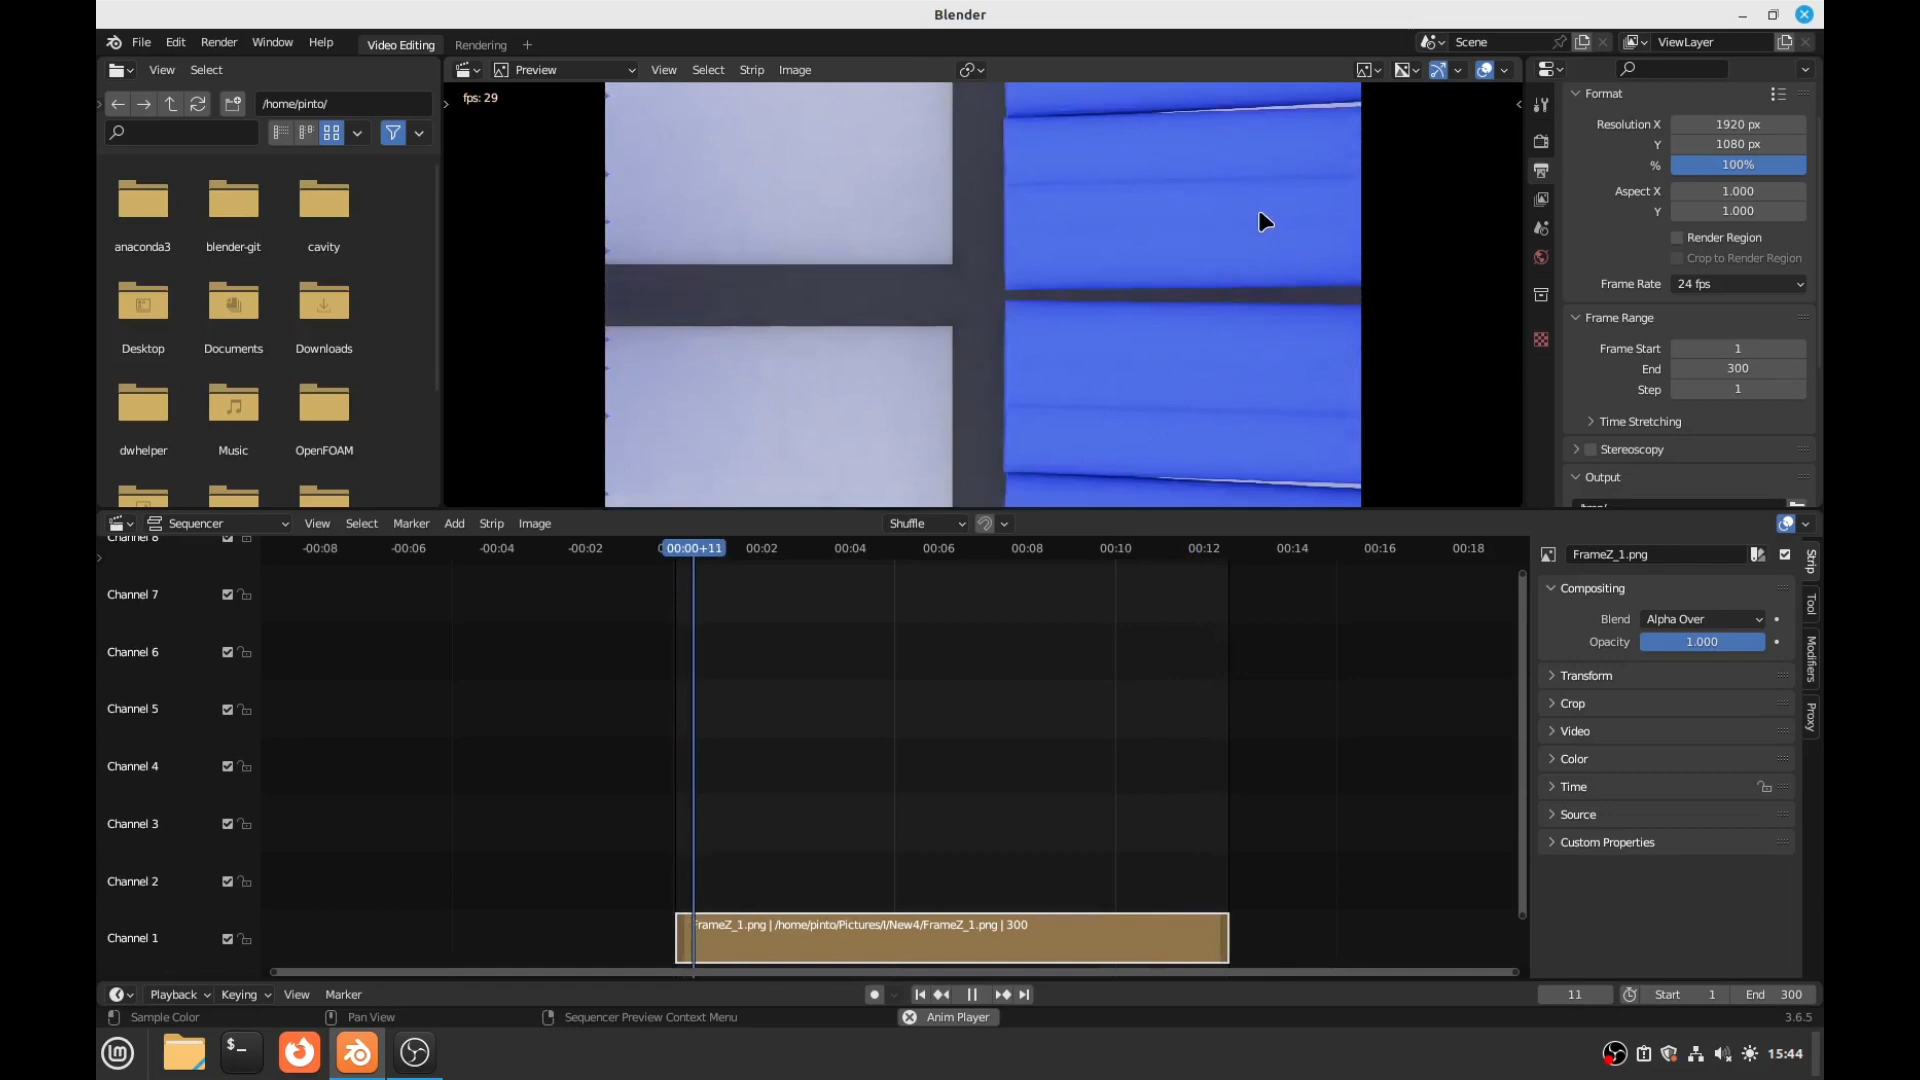 Blender
File Edit Render Window Help Video Editing Rendering + Scene ViewLayer
View Select Preview View Select Strip Image
/home/pinto/
fps: 29
anaconda3 blender-git cavity
Desktop Documents Downloads
dwhelper Music OpenFOAM
Format
Resolution X 1920 px
Y 1080 px
% 100%
Aspect X 1.000
Y 1.000
Render Region
Crop to Render Region
Frame Rate 24 fps
Frame Range
Frame Start 1
End 300
Step 1
Time Stretching
Stereoscopy
Output
Sequencer View Select Marker Add Strip Image Shuffle
-00:08 -00:06 -00:04 -00:02 00:00+11 00:02 00:04 00:06 00:08 00:10 00:12 00:14 00:16 00:18
Channel 8
Channel 7
Channel 6
Channel 5
Channel 4
Channel 3
Channel 2
Channel 1
FrameZ_1.png | /home/pinto/Pictures/I/New4/FrameZ_1.png | 300
FrameZ_1.png
Compositing
Blend Alpha Over
Opacity 1.000
Transform
Crop
Video
Color
Time
Source
Custom Properties
Strip
Tool
Modifiers
Proxy
Playback Keying View Marker 11 Start 1 End 300
Sample Color Pan View Sequencer Preview Context Menu Anim Player 3.6.5
15:44